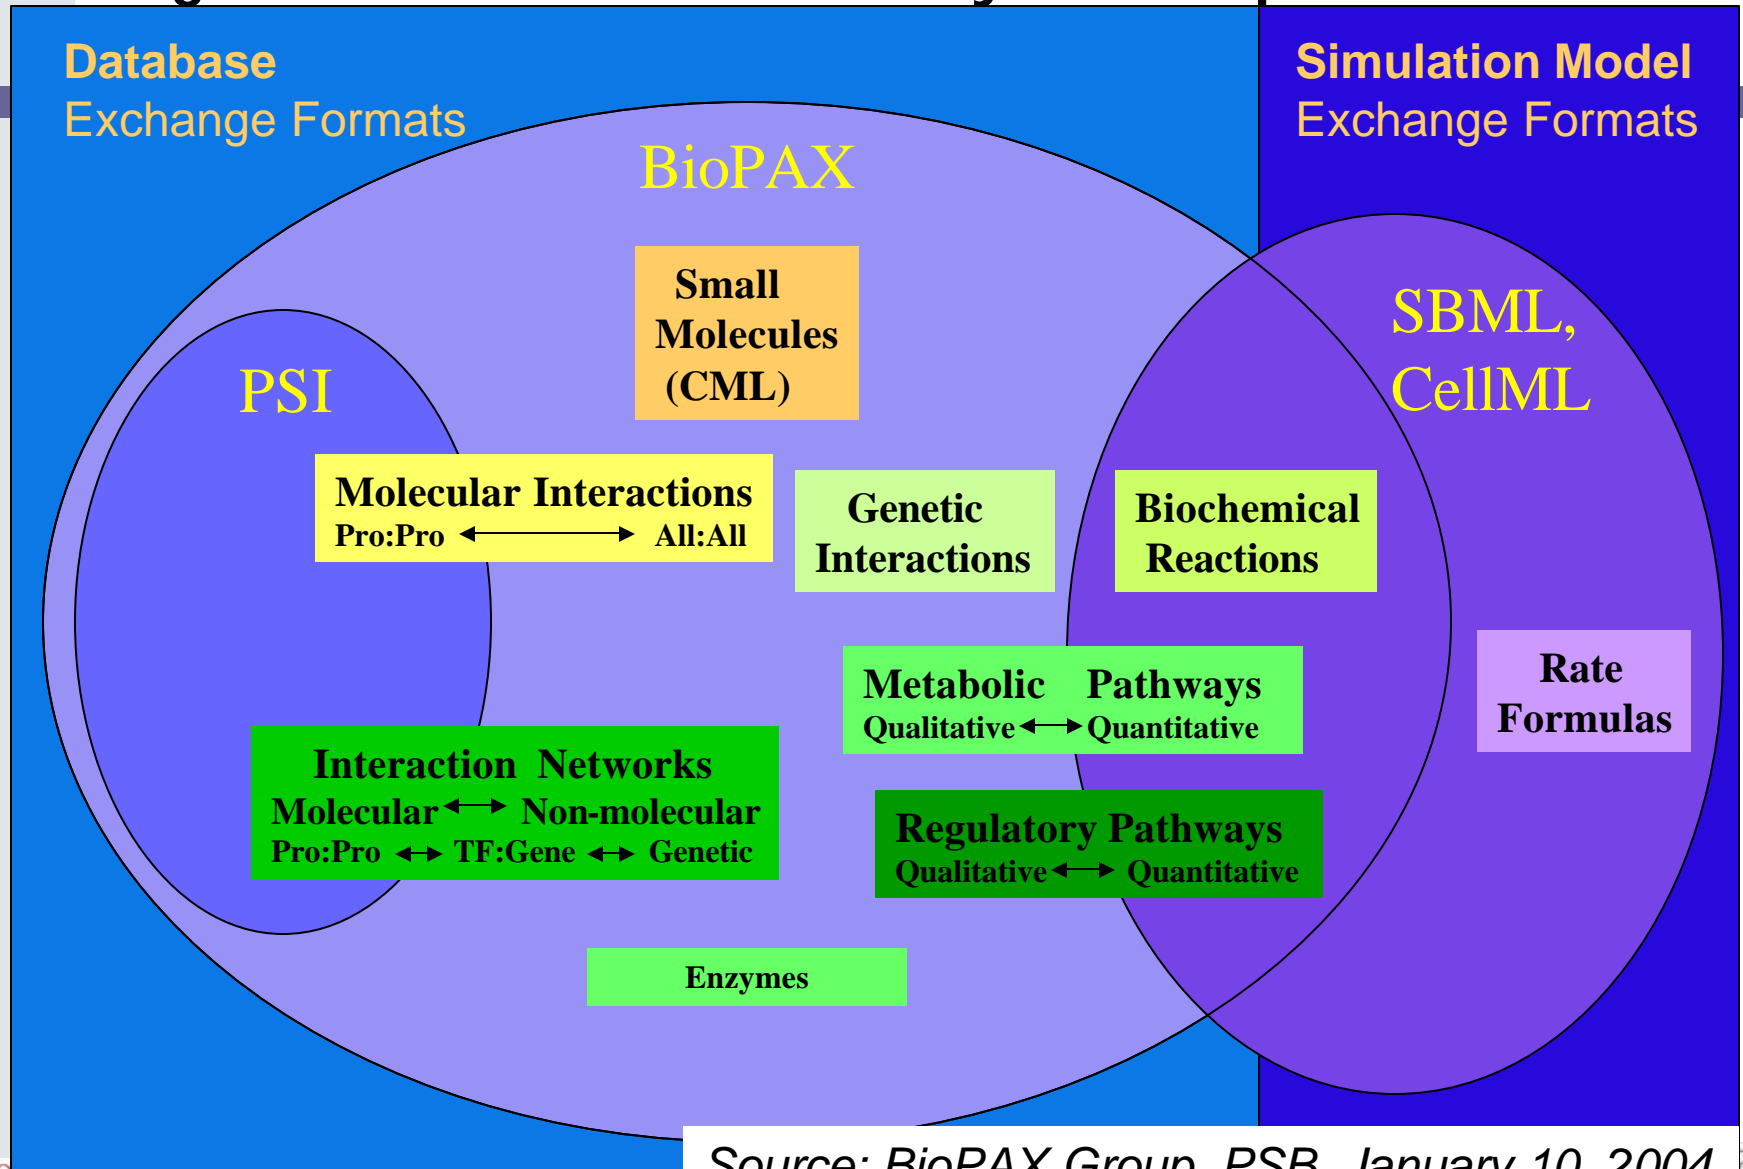 Database
Exchange Formats
Simulation Model
Exchange Formats
BioPAX
Small
Molecules
(CML)
SBML,
CellML
PSI
Molecular Interactions
Pro:Pro All:All
Genetic
Interactions
Biochemical
Reactions
Metabolic Pathways
Qualitative Quantitative
Rate
Formulas
Interaction Networks
Molecular Non-molecular
Pro:Pro TF:Gene Genetic
Regulatory Pathways
Qualitative Quantitative
Enzymes
Source: BioPAX Group, PSB, January 10, 2004